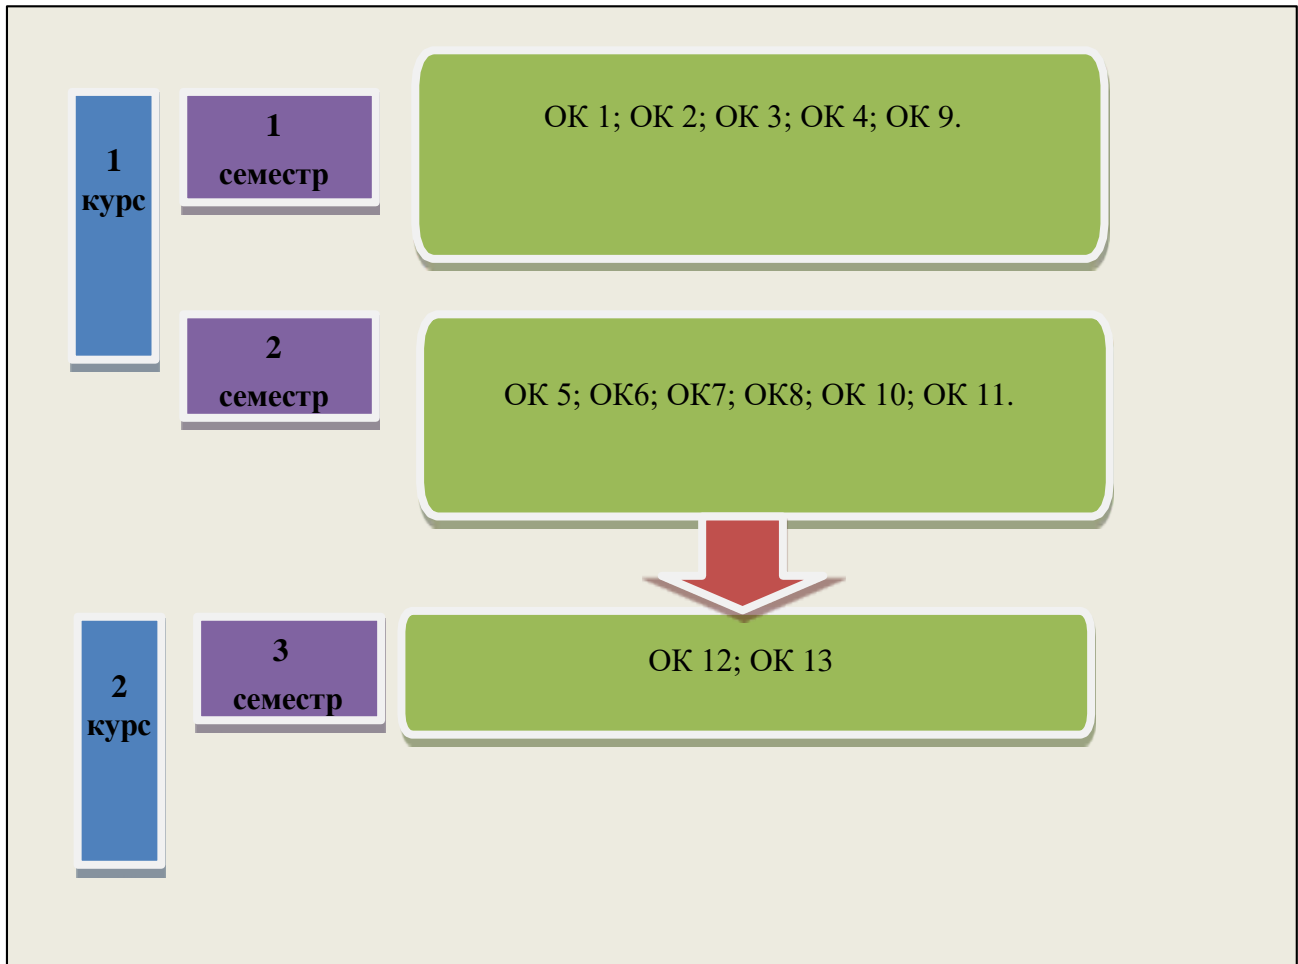 1
курс
1
семестр
ОК 1; ОК 2; ОК 3; ОК 4; ОК 9.
2
семестр
ОК 5; ОК6; ОК7; ОК8; ОК 10; ОК 11.
2
курс
3
семестр
ОК 12; ОК 13